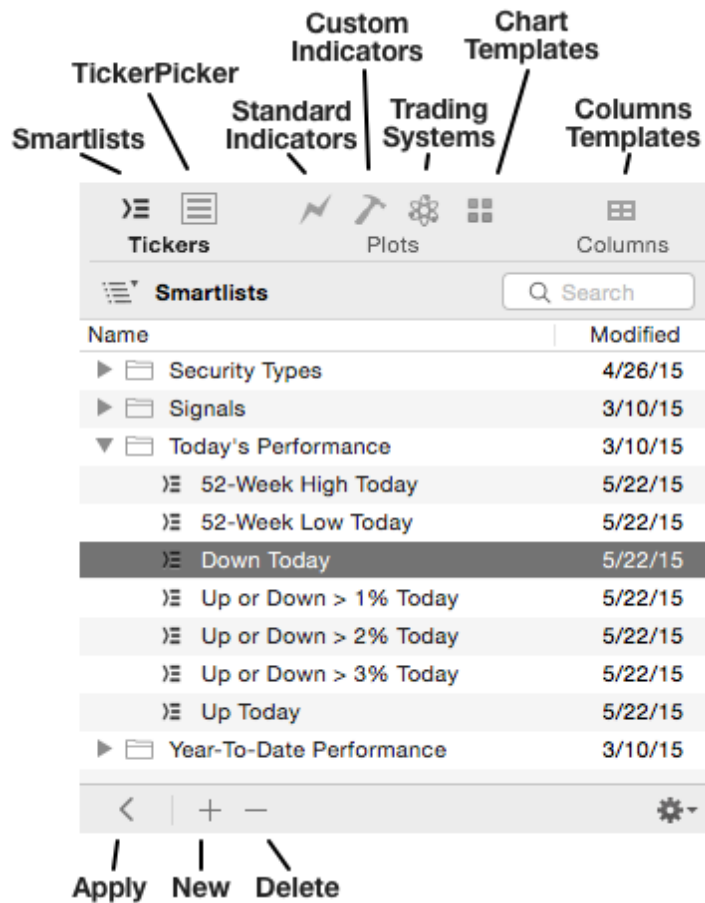 Custom
Indicators
Chart
Templates
TickerPicker
Standard
Indicators
Trading
Systems
Columns
Templates
Smartlists
Tickers
Plots
Columns
Smartlists
Search
Name Modified
Security Types 4/26/15
Signals 3/10/15
Today's Performance 3/10/15
52-Week High Today 5/22/15
52-Week Low Today 5/22/15
Down Today 5/22/15
Up or Down > 1% Today 5/22/15
Up or Down > 2% Today 5/22/15
Up or Down > 3% Today 5/22/15
Up Today 5/22/15
Year-To-Date Performance 3/10/15
Apply New Delete